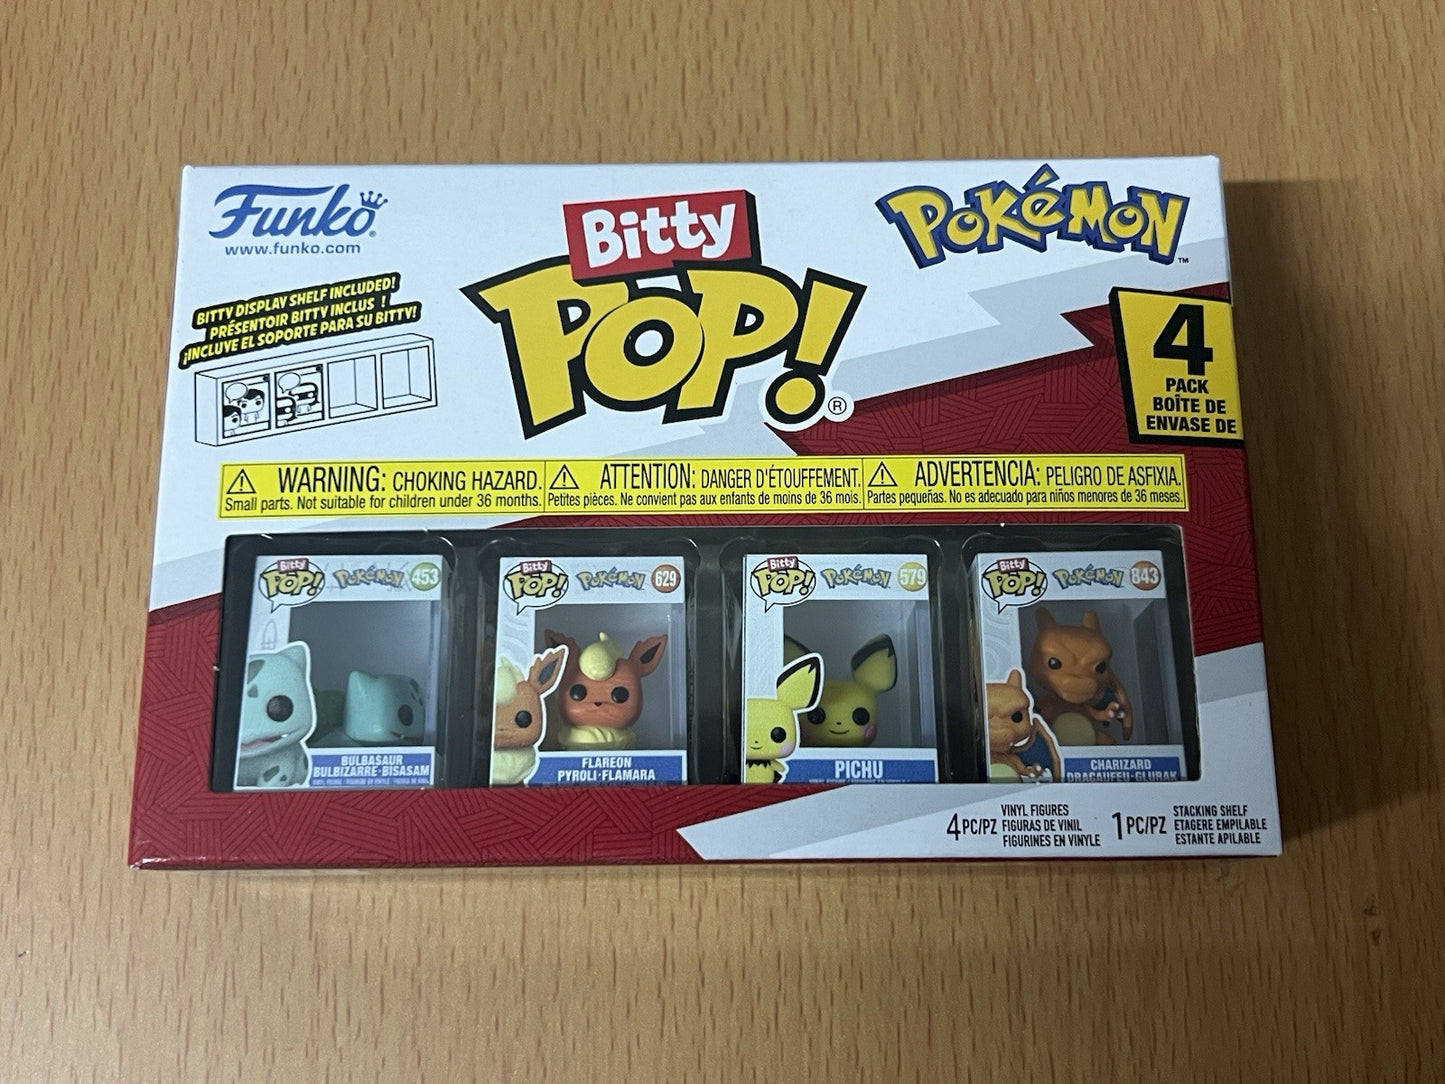 Funko®
www.funko.com
Bitty
POP!®
POKéMON™
BITTY DISPLAY SHELF INCLUDED!
PRÉSENTOIR BITTY INCLUS !
¡INCLUYE EL SOPORTE PARA SU BITTY!
4
PACK
BOÎTE DE
ENVASE DE
WARNING: CHOKING HAZARD.
Small parts. Not suitable for children under 36 months.
ATTENTION: DANGER D'ÉTOUFFEMENT.
Petites pièces. Ne convient pas aux enfants de moins de 36 mois.
ADVERTENCIA: PELIGRO DE ASFIXIA.
Partes pequeñas. No es adecuado para niños menores de 36 meses.
Bitty
POP!
POKéMON
453
BULBASAUR
BULBIZARRE·BISASAM
Bitty
POP!
POKéMON
629
FLAREON
PYROLI·FLAMARA
Bitty
POP!
POKéMON
579
PICHU
Bitty
POP!
POKéMON
843
CHARIZARD
DRACAUFEU·GLURAK
4 PC/PZ
VINYL FIGURES
FIGURAS DE VINIL
FIGURINES EN VINYLE
1 PC/PZ
STACKING SHELF
ETAGERE EMPILABLE
ESTANTE APILABLE